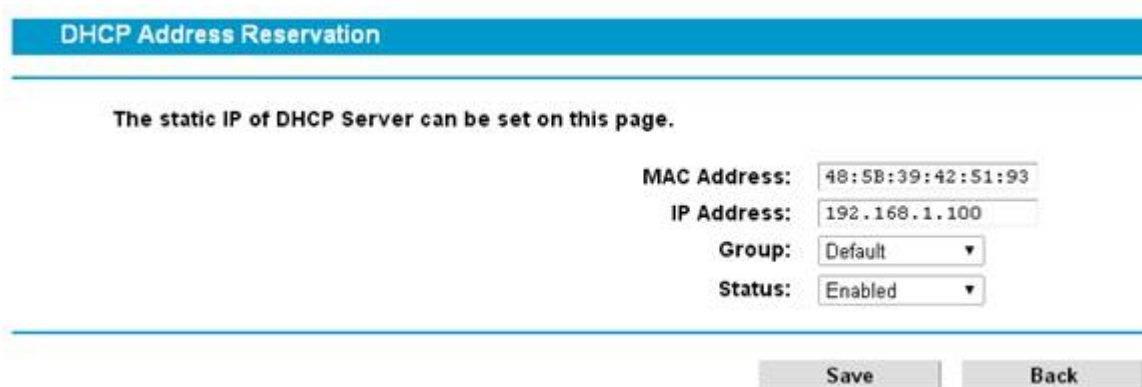 DHCP Address Reservation
The static IP of DHCP Server can be set on this page.
MAC Address: 48:5B:39:42:51:93
IP Address: 192.168.1.100
Group: Default
Status: Enabled
Save Back